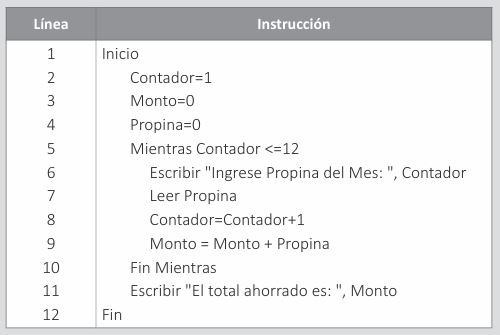 Línea Instrucción
1 Inicio
2 Contador=1
3 Monto=0
4 Propina=0
5 Mientras Contador <=12
6 Escribir "Ingrese Propina del Mes: ", Contador
7 Leer Propina
8 Contador=Contador+1
9 Monto = Monto + Propina
10 Fin Mientras
11 Escribir "El total ahorrado es: ", Monto
12 Fin